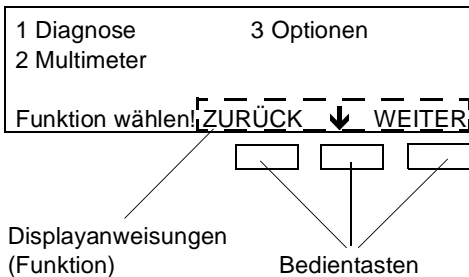 1 Diagnose 3 Optionen
2 Multimeter
Funktion wählen! ZURÜCK 🡻 WEITER
Displayanweisungen
(Funktion)
Bedientasten